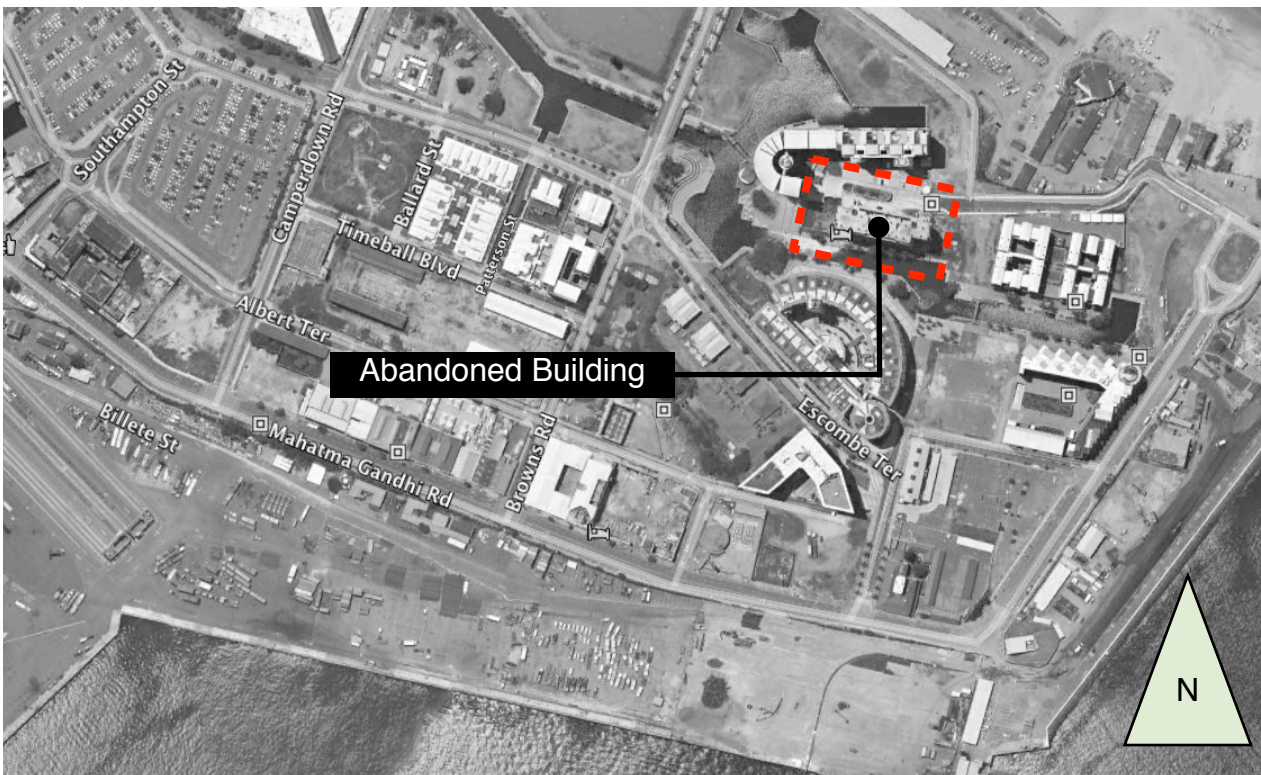 Southampton St
Camperdown Rd
Ballard St
Patterson St
Timeball Blvd
Albert Ter
Abandoned Building
Billete St
Mahatma Gandhi Rd
Browns Rd
Escombe Ter
N